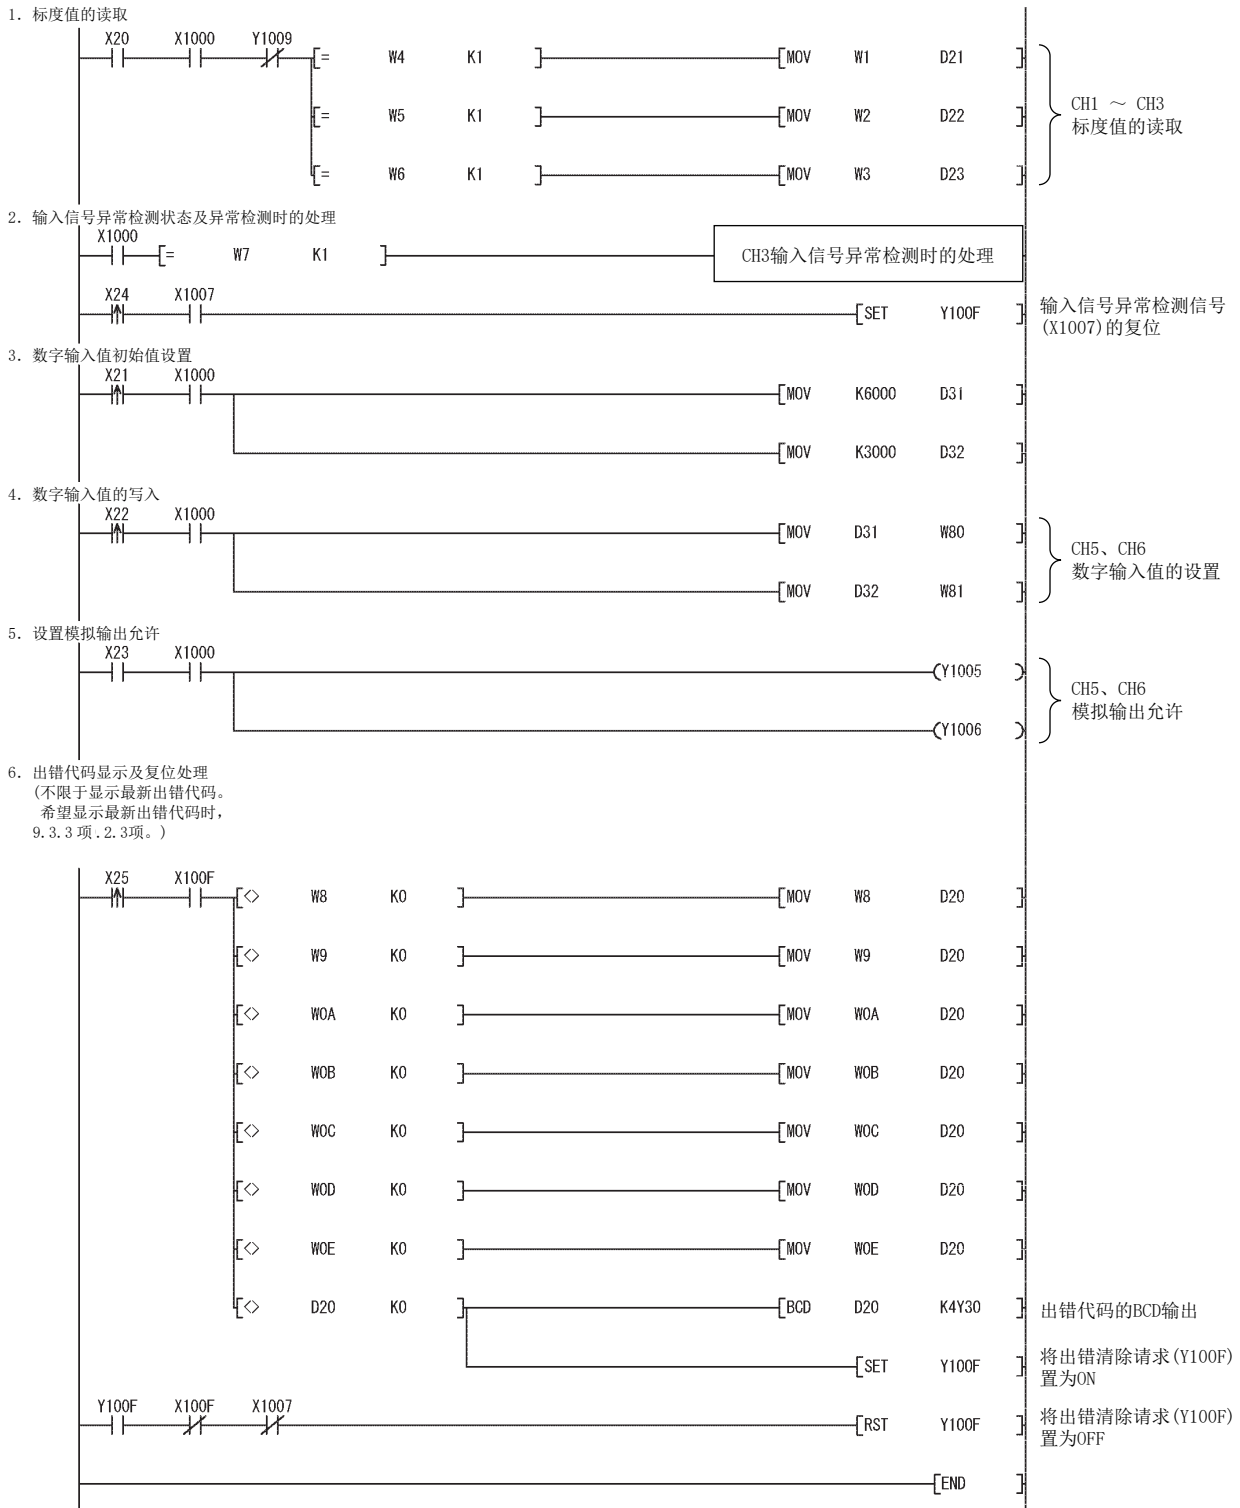 1. 标度值的读取
X20 X1000 Y1009
[= W4 K1 ] [MOV W1 D21 ]
[= W5 K1 ] [MOV W2 D22 ]
[= W6 K1 ] [MOV W3 D23 ]
CH1 ～ CH3
标度值的读取
2. 输入信号异常检测状态及异常检测时的处理
X1000
[= W7 K1 ] CH3输入信号异常检测时的处理
X24 X1007
[SET Y100F ]
输入信号异常检测信号
(X1007)的复位
3. 数字输入值初始值设置
X21 X1000
[MOV K6000 D31 ]
[MOV K3000 D32 ]
4. 数字输入值的写入
X22 X1000
[MOV D31 W80 ]
[MOV D32 W81 ]
CH5、CH6
数字输入值的设置
5. 设置模拟输出允许
X23 X1000
(Y1005 )
(Y1006 )
CH5、CH6
模拟输出允许
6. 出错代码显示及复位处理
(不限于显示最新出错代码。
希望显示最新出错代码时，
9.3.3 项 .2.3项。)
X25 X100F
[<> W8 K0 ] [MOV W8 D20 ]
[<> W9 K0 ] [MOV W9 D20 ]
[<> W0A K0 ] [MOV W0A D20 ]
[<> W0B K0 ] [MOV W0B D20 ]
[<> W0C K0 ] [MOV W0C D20 ]
[<> W0D K0 ] [MOV W0D D20 ]
[<> W0E K0 ] [MOV W0E D20 ]
[<> D20 K0 ] [BCD D20 K4Y30 ] 出错代码的BCD输出
[SET Y100F ]
将出错清除请求(Y100F)
置为ON
Y100F X100F X1007
[RST Y100F ]
将出错清除请求(Y100F)
置为OFF
[END ]